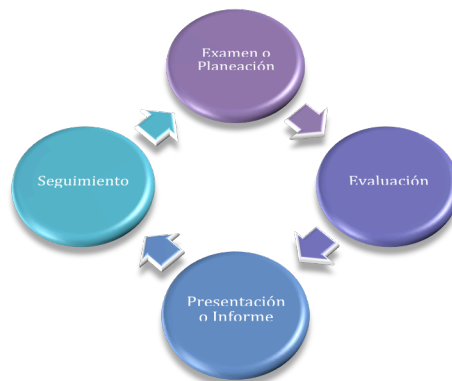 Examen o
Planeación
Evaluación
Presentación
o Informe
Seguimiento